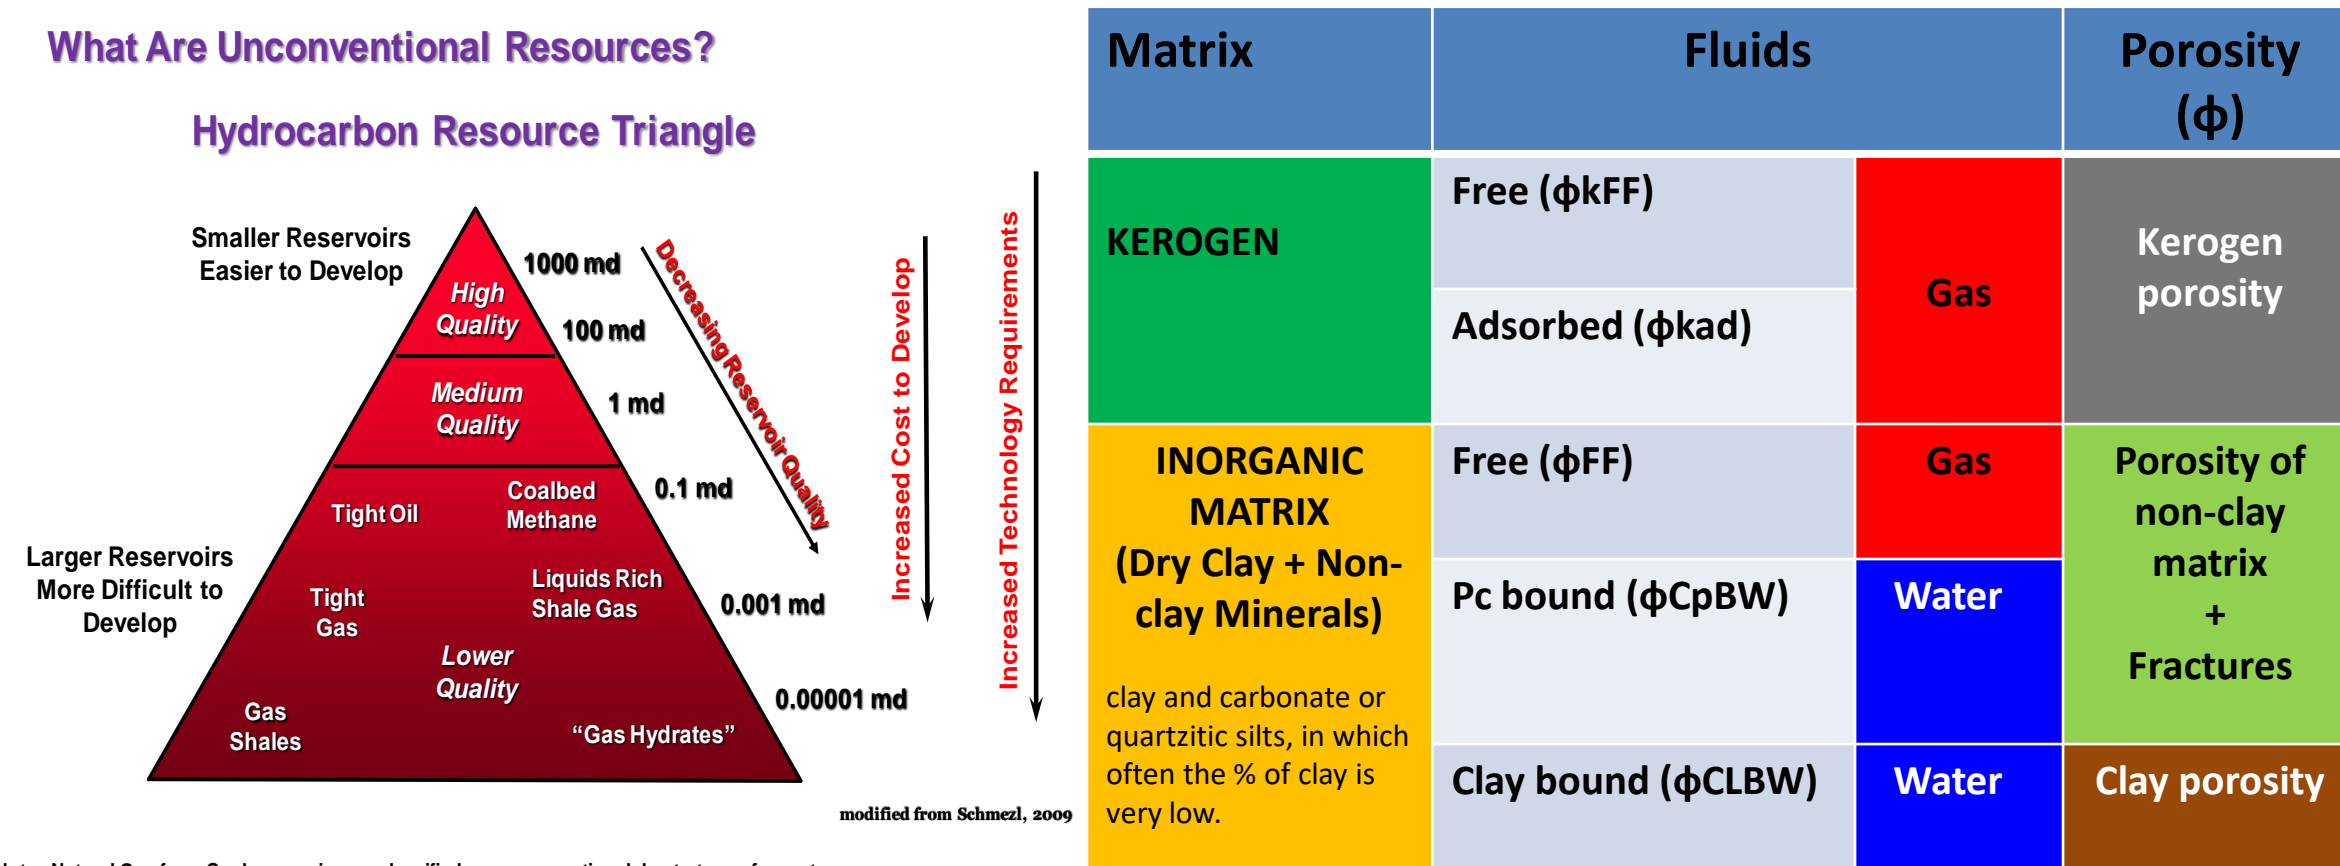 What Are Unconventional Resources?
Hydrocarbon Resource Triangle
Smaller Reservoirs
Easier to Develop
Larger Reservoirs
More Difficult to
Develop
High
Quality
Medium
Quality
Tight Oil
Coalbed
Methane
Tight
Gas
Liquids Rich
Shale Gas
Lower
Quality
Gas
Shales
“Gas Hydrates”
1000 md
100 md
1 md
0.1 md
0.001 md
0.00001 md
Decreasing Reservoir Quality
Increased Cost to Develop
Increased Technology Requirements
modified from Schmezl, 2009
Matrix
Fluids
Porosity
(ϕ)
KEROGEN
Free (ϕkFF)
Adsorbed (ϕkad)
Gas
Kerogen
porosity
INORGANIC
MATRIX
(Dry Clay + Non-
clay Minerals)
clay and carbonate or
quartzitic silts, in which
often the % of clay is
very low.
Free (ϕFF)
Gas
Pc bound (ϕCpBW)
Water
Porosity of
non-clay
matrix
+
Fractures
Clay bound (ϕCLBW)
Water
Clay porosity